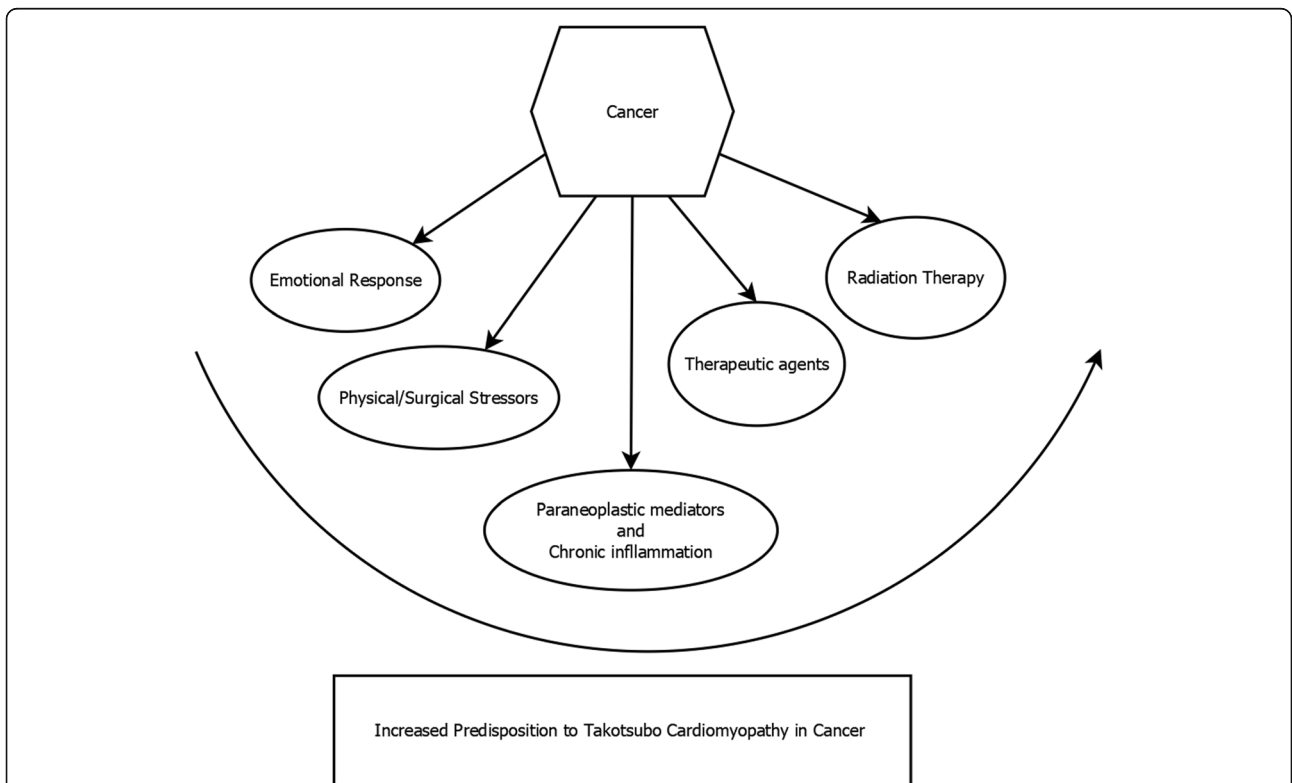 Cancer
Emotional Response
Radiation Therapy
Therapeutic agents
Physical/Surgical Stressors
Paraneoplastic mediators
and
Chronic infllammation
Increased Predisposition to Takotsubo Cardiomyopathy in Cancer